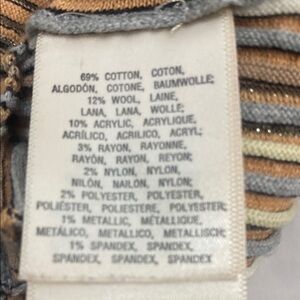 69% COTTON, COTON,
ALGODÓN, COTONE, BAUMWOLLE;
12% WOOL, LAINE,
LANA, LANA, WOLLE;
10% ACRYLIC, ACRYLIQUE,
ACRÍLICO, ACRILICO, ACRYL;
3% RAYON, RAYONNE,
RAYÓN, RAYON, REYON;
2% NYLON, NYLON,
NILÓN, NAILON, NYLON;
2% POLYESTER, POLYESTER,
POLIÉSTER, POLIESTERE, POLYESTER;
1% METALLIC, MÉTALLIQUE,
METÁLICO, METALLICO, METALLISCH;
1% SPANDEX, SPANDEX,
SPANDEX, SPANDEX, SPANDEX